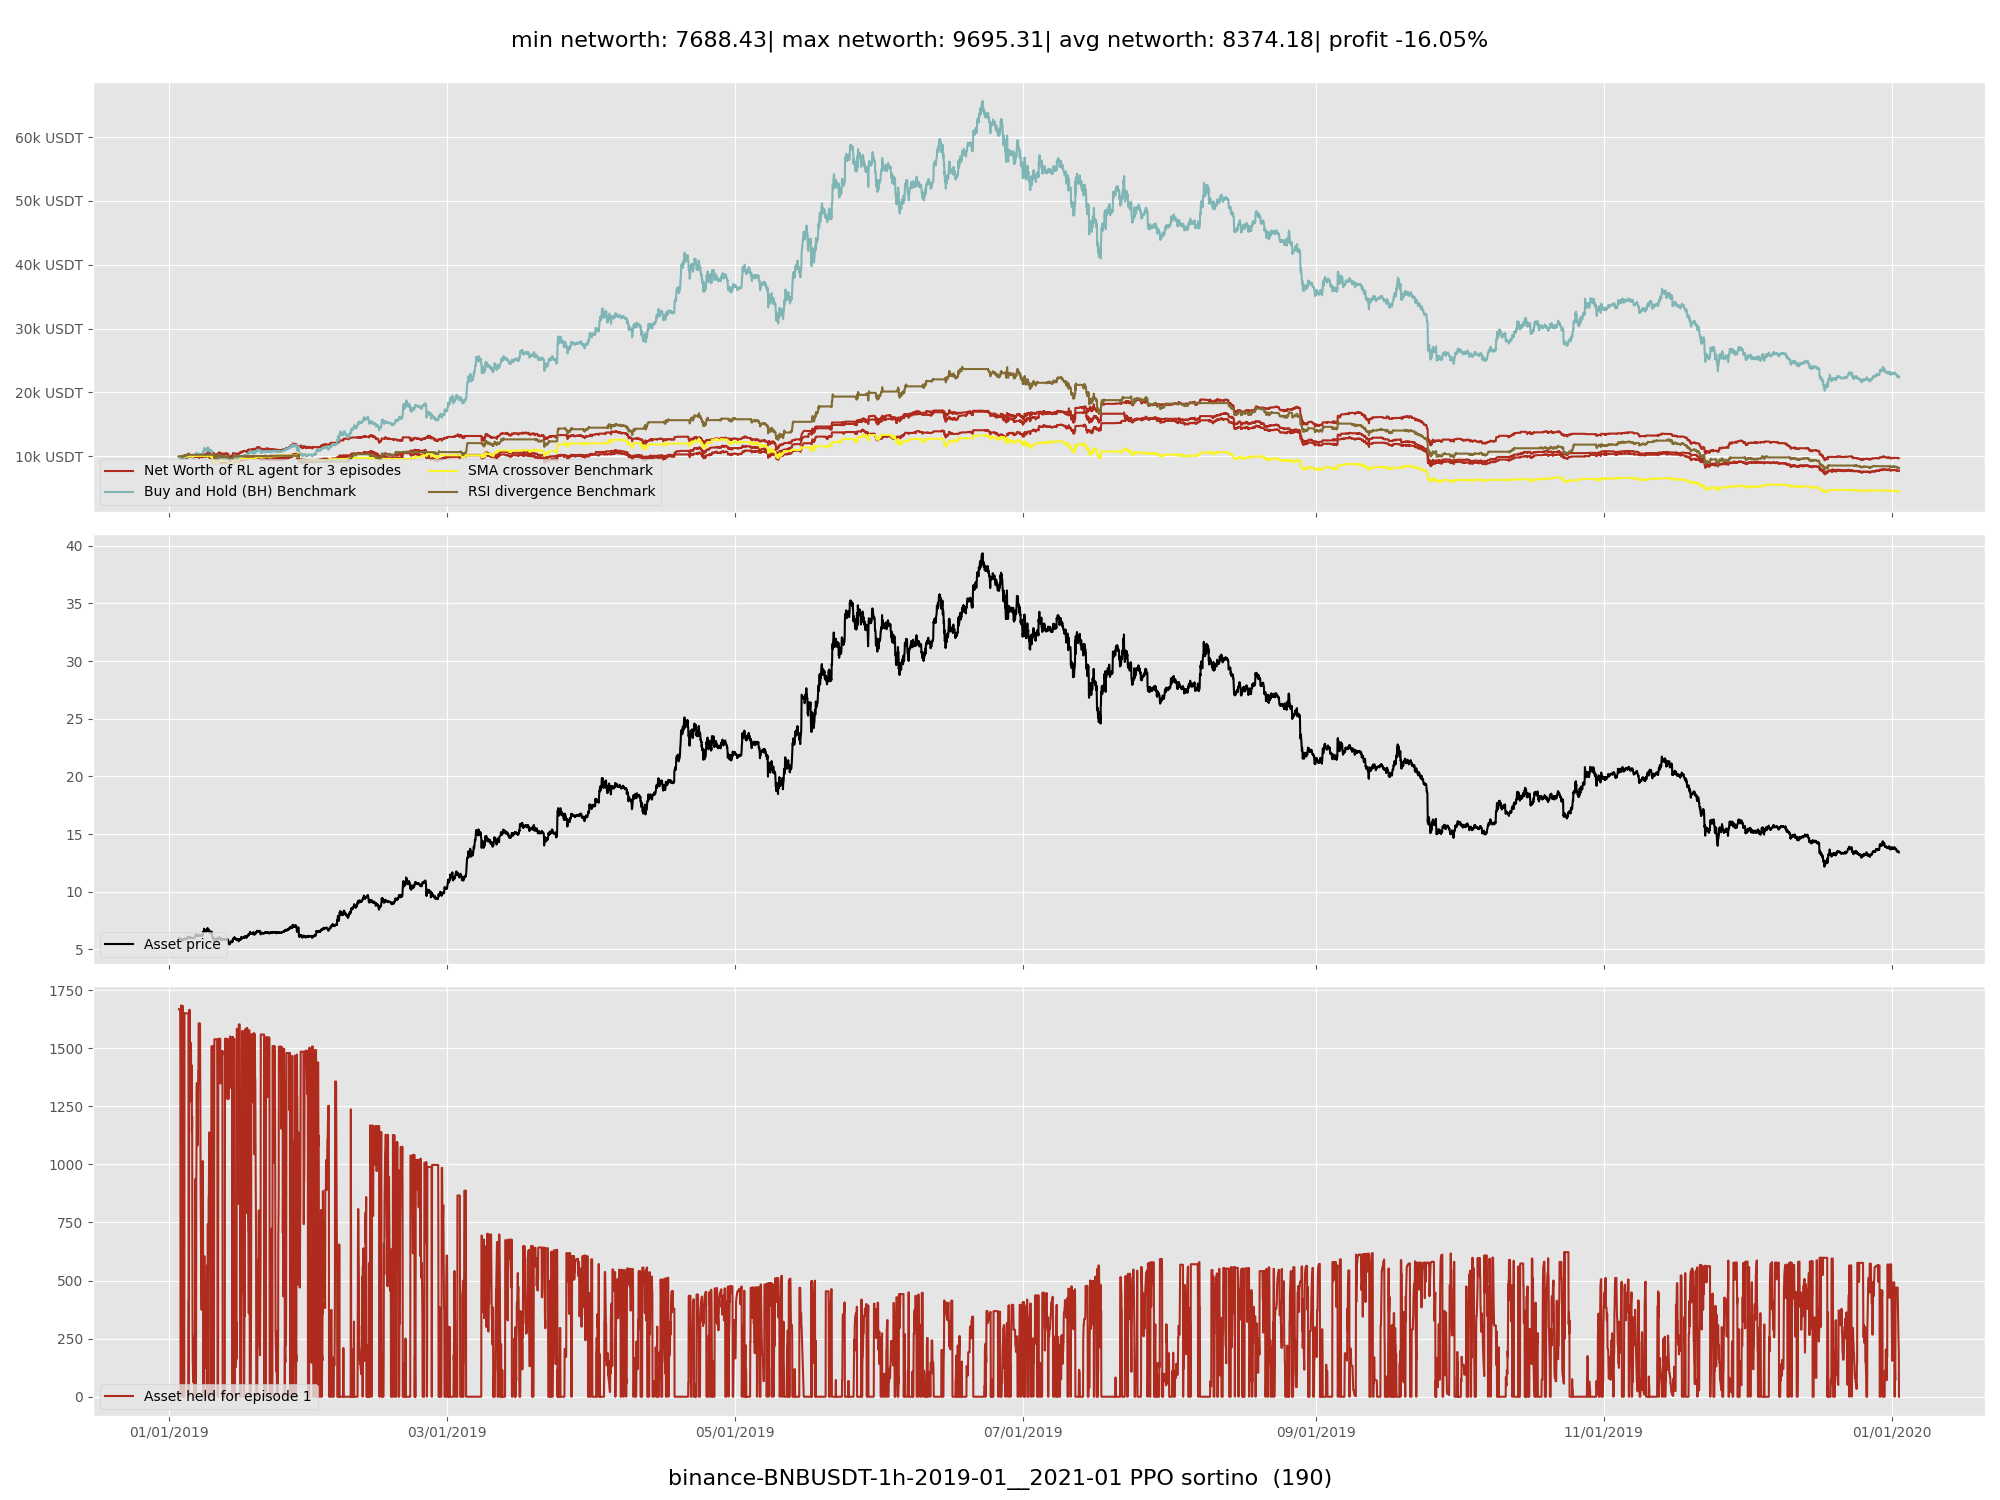 min networth: 7688.43| max networth: 9695.31| avg networth: 8374.18| profit -16.05%
60k USDT
50k USDT
40k USDT
30k USDT
20k USDT
10k USDT
Net Worth of RL agent for 3 episodes
Buy and Hold (BH) Benchmark
SMA crossover Benchmark
RSI divergence Benchmark
40
35
30
25
20
15
10
5
Asset price
1750
1500
1250
1000
750
500
250
0
Asset held for episode 1
01/01/2019
03/01/2019
05/01/2019
07/01/2019
09/01/2019
11/01/2019
01/01/2020
binance-BNBUSDT-1h-2019-01__2021-01 PPO sortino (190)